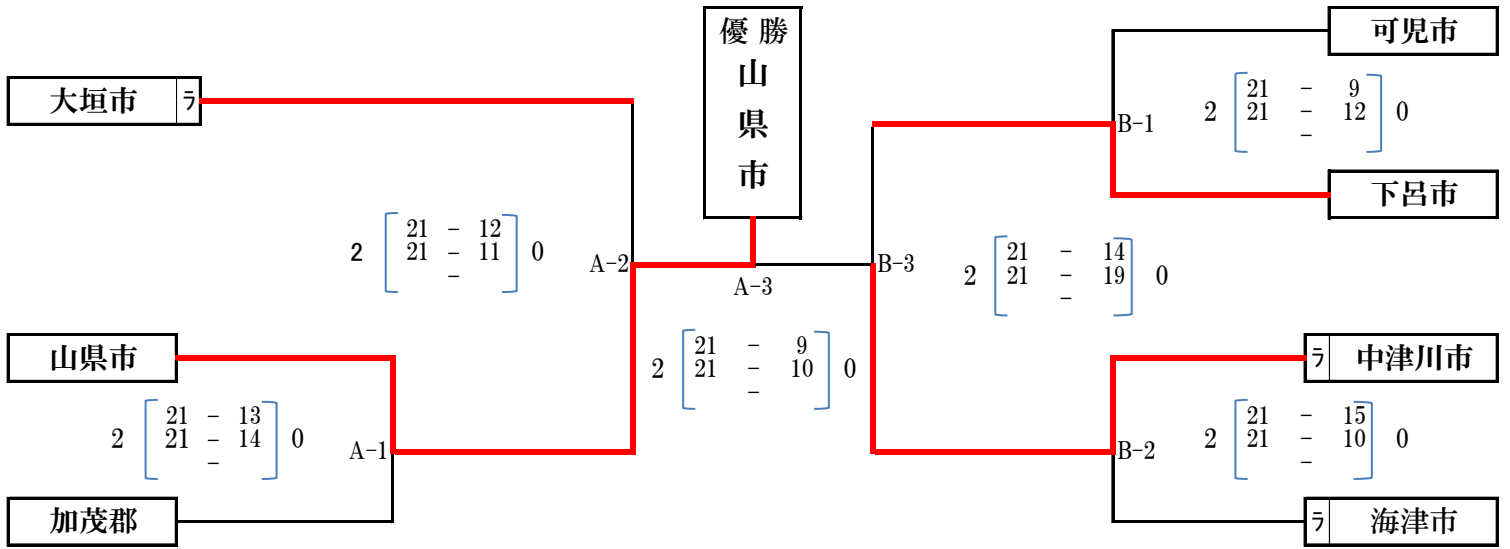 優勝
山
県
市
大垣市 ラ
2 21 - 12 0
21 - 11
-
A-2
山県市
2 21 - 13 0
21 - 14
-
A-1
加茂郡
A-3
2 21 - 9 0
21 - 10
-
可児市
2 21 - 9 0
21 - 12
-
B-1
下呂市
B-3
2 21 - 14 0
21 - 19
-
ラ 中津川市
2 21 - 15 0
21 - 10
-
B-2
ラ 海津市